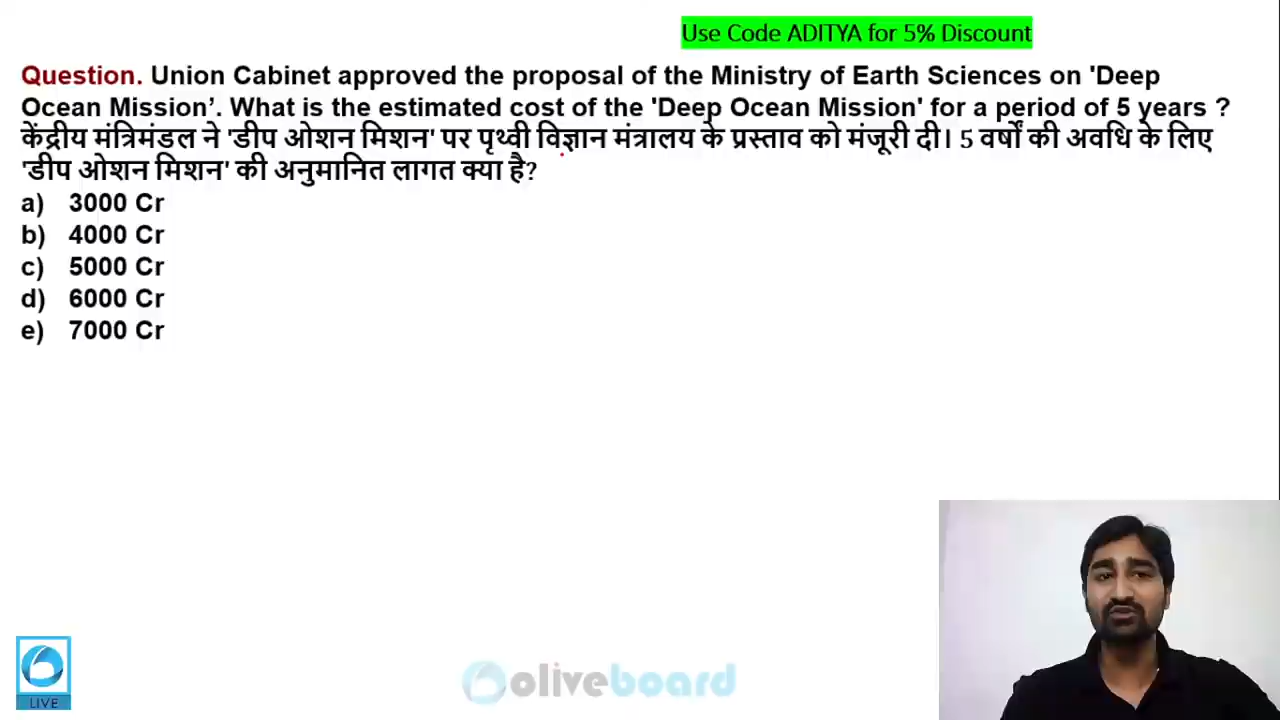 Use Code ADITYA for 5% Discount
Question. Union Cabinet approved the proposal of the Ministry of Earth Sciences on 'Deep
Ocean Mission’. What is the estimated cost of the 'Deep Ocean Mission' for a period of 5 years ?
केंद्रीय मंत्रिमंडल ने 'डीप ओशन मिशन' पर पृथ्वी विज्ञान मंत्रालय के प्रस्ताव को मंजूरी दी। 5 वर्षों की अवधि के लिए
'डीप ओशन मिशन' की अनुमानित लागत क्या है?
a) 3000 Cr
b) 4000 Cr
c) 5000 Cr
d) 6000 Cr
e) 7000 Cr
LIVE
oliveboard